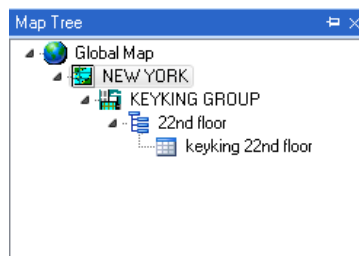 Map Tree
Global Map
NEW YORK
KEYKING GROUP
22nd floor
keyking 22nd floor